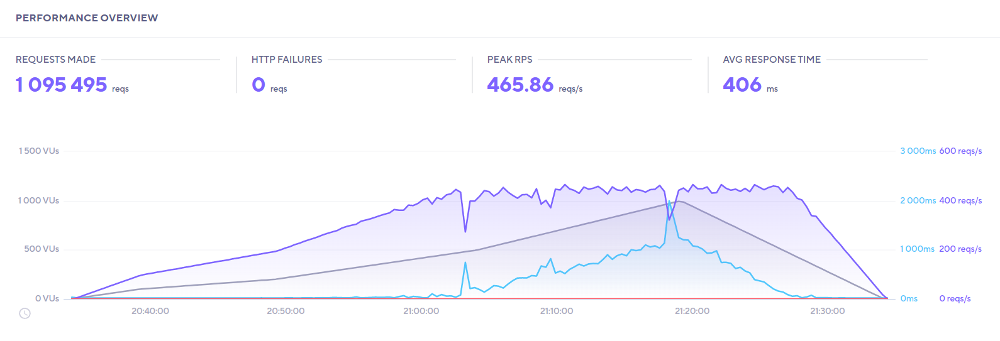 PERFORMANCE OVERVIEW
REQUESTS MADE
1 095 495 reqs
HTTP FAILURES
0 reqs
PEAK RPS
465.86 reqs/s
AVG RESPONSE TIME
406 ms
1 500 VUs
3 000ms 600 reqs/s
1 000 VUs
2 000ms 400 reqs/s
500 VUs
1 000ms 200 reqs/s
0 VUs
0ms 0 reqs/s
20:40:00 20:50:00 21:00:00 21:10:00 21:20:00 21:30:00